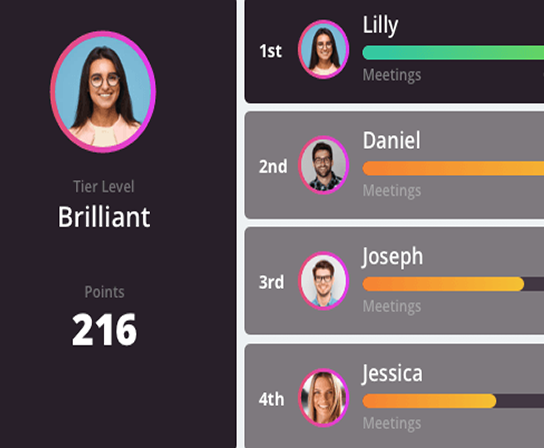 Tier Level
Brilliant
Points
216
1st
Lilly
Meetings
2nd
Daniel
Meetings
3rd
Joseph
Meetings
4th
Jessica
Meetings